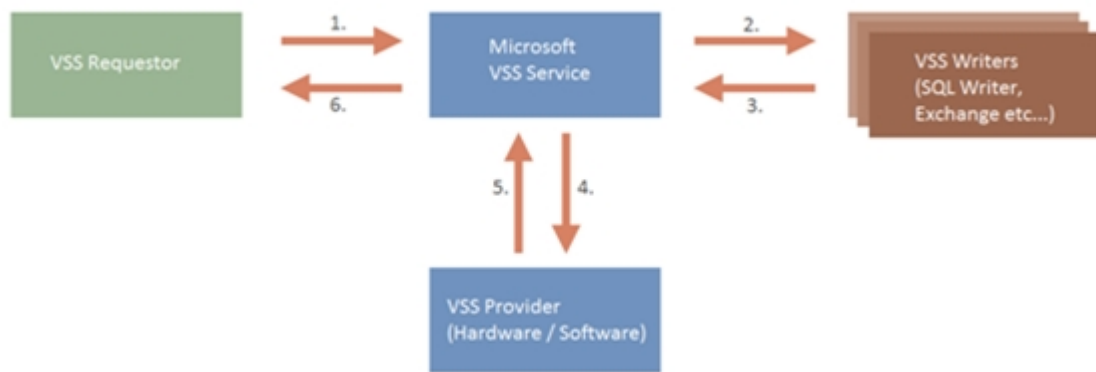 VSS Requestor
1.
6.
Microsoft
VSS Service
2.
3.
VSS Writers
(SQL Writer,
Exchange etc...)
5.
4.
VSS Provider
(Hardware / Software)